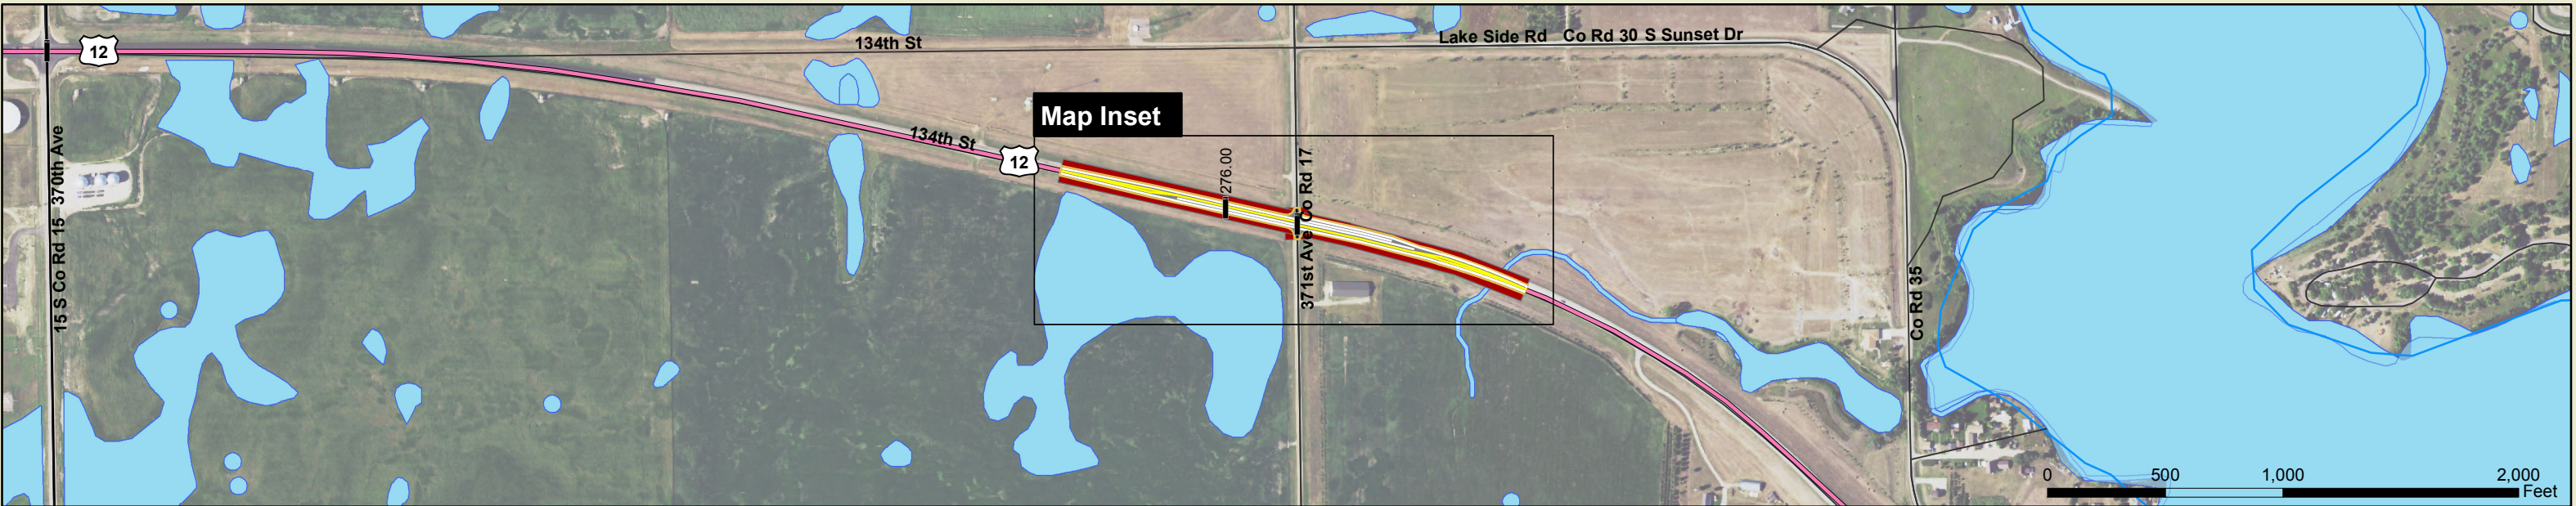 12
134th St
Lake Side Rd Co Rd 30 S Sunset Dr
Map Inset
134th St
12
276.00
Co Rd 17
371st Ave
15 S Co Rd 15 370th Ave
Co Rd 35
0 500 1,000 2,000
Feet